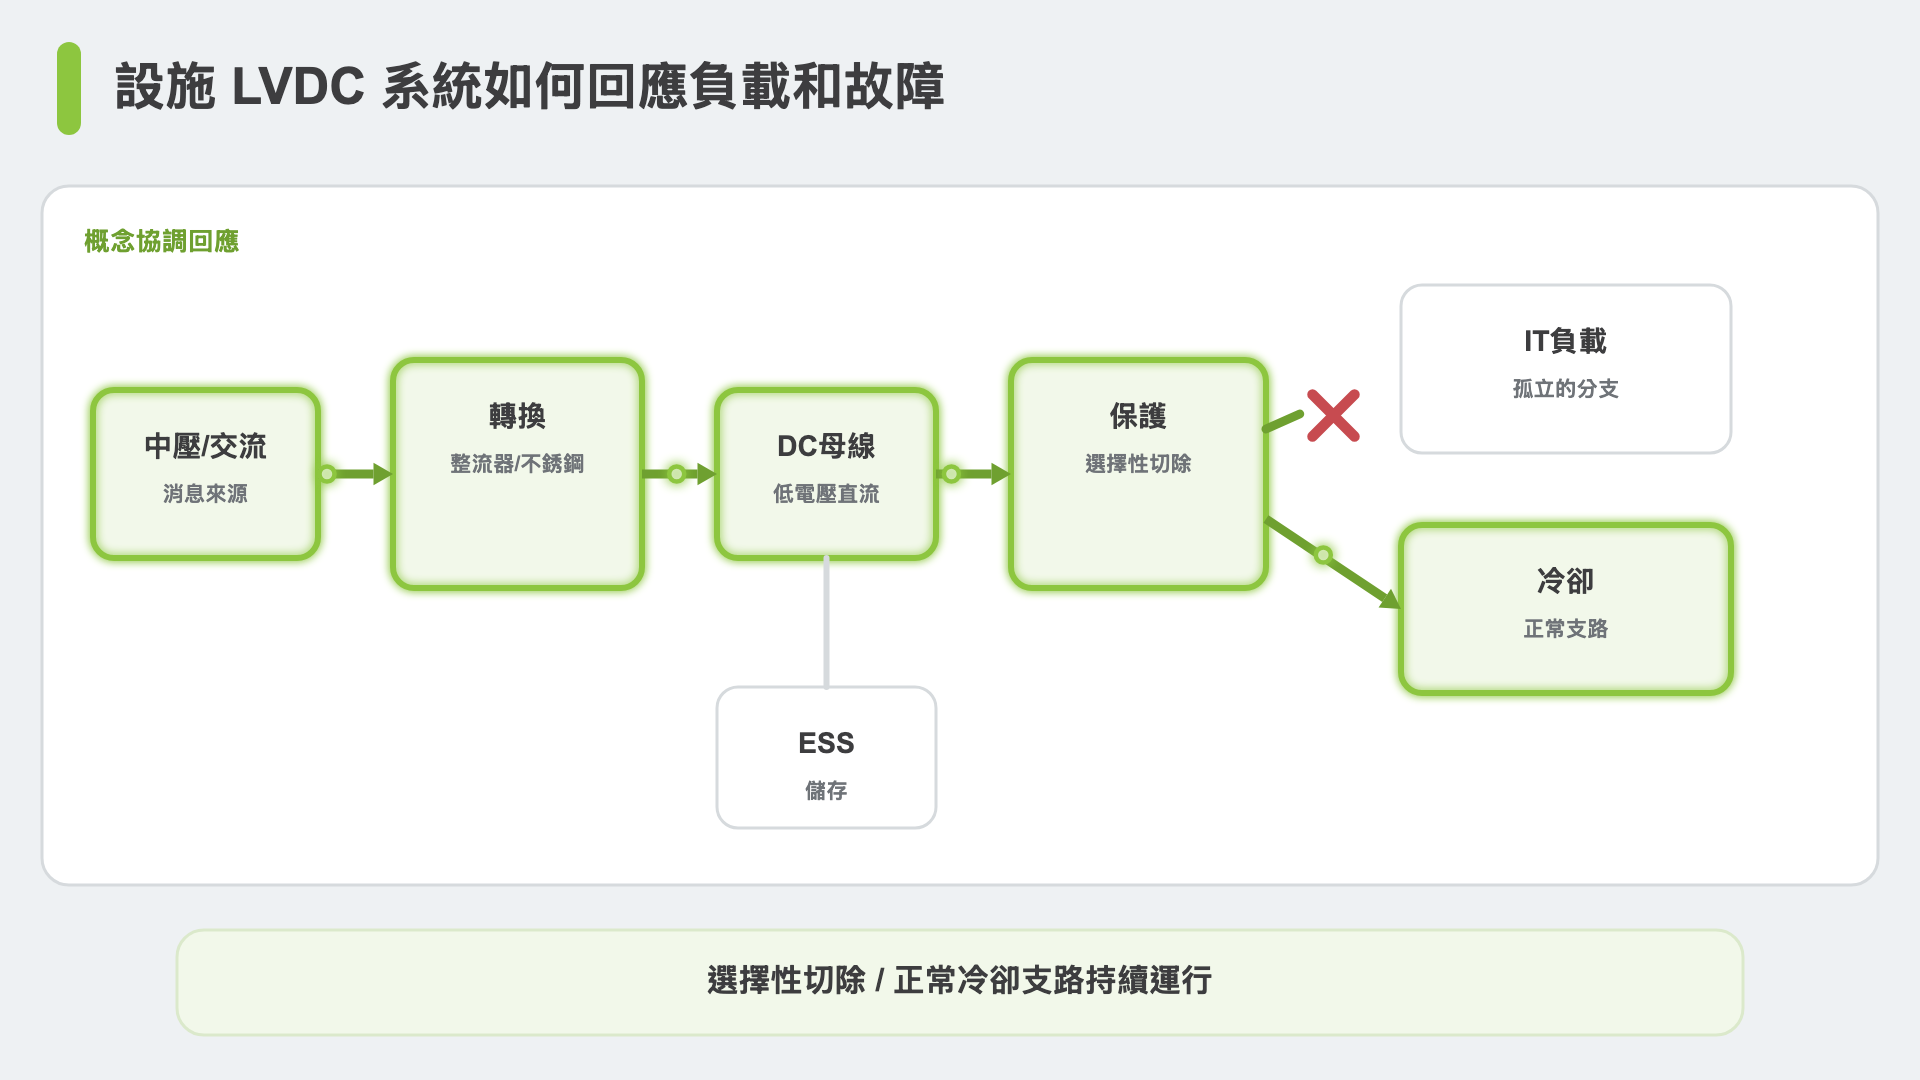 設施 LVDC 系統如何回應負載和故障
概念協調回應
中壓/交流
消息來源
轉換
整流器/不銹鋼
DC母線
低電壓直流
保護
選擇性切除
IT負載
孤立的分支
冷卻
正常支路
ESS
儲存
選擇性切除 / 正常冷卻支路持續運行